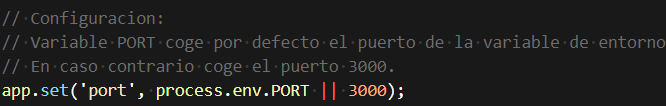 // Configuracion:
// Variable PORT coge por defecto el puerto de la variable de entorno
// En caso contrario coge el puerto 3000.
app.set('port', process.env.PORT || 3000);